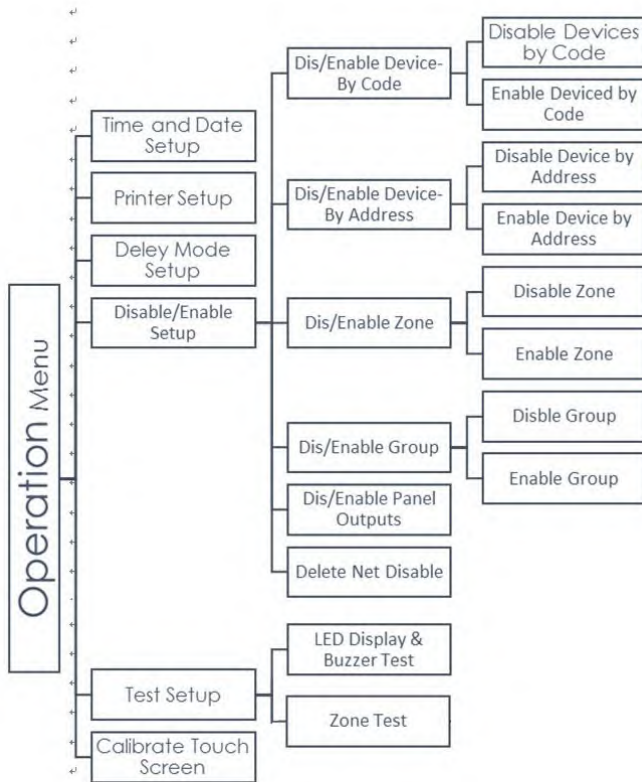 Operation Menu
Time and Date
Setup
Printer Setup
Deley Mode
Setup
Disable/Enable
Setup
Dis/Enable Device-
By Code
Disable Devices
by Code
Enable Deviced by
Code
Dis/Enable Device-
By Address
Disable Device by
Address
Enable Device by
Address
Dis/Enable Zone
Disable Zone
Enable Zone
Dis/Enable Group
Disble Group
Enable Group
Dis/Enable Panel
Outputs
Delete Net Disable
Test Setup
LED Display &
Buzzer Test
Zone Test
Calibrate Touch
Screen